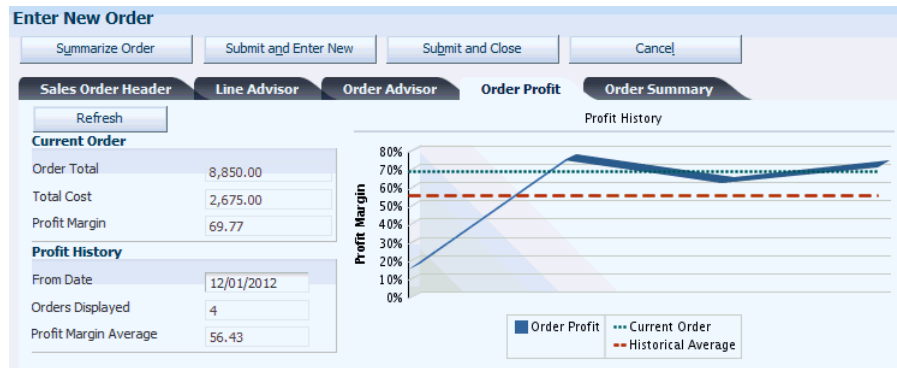 Enter New Order
Summarize Order Submit and Enter New Submit and Close Cancel
Sales Order Header Line Advisor Order Advisor Order Profit Order Summary
Refresh
Current Order
Order Total 8,850.00
Total Cost 2,675.00
Profit Margin 69.77
Profit History
From Date 12/01/2012
Orders Displayed 4
Profit Margin Average 56.43
Profit History
Profit Margin
80%
70%
60%
50%
40%
30%
20%
10%
0%
Order Profit Current Order
Historical Average